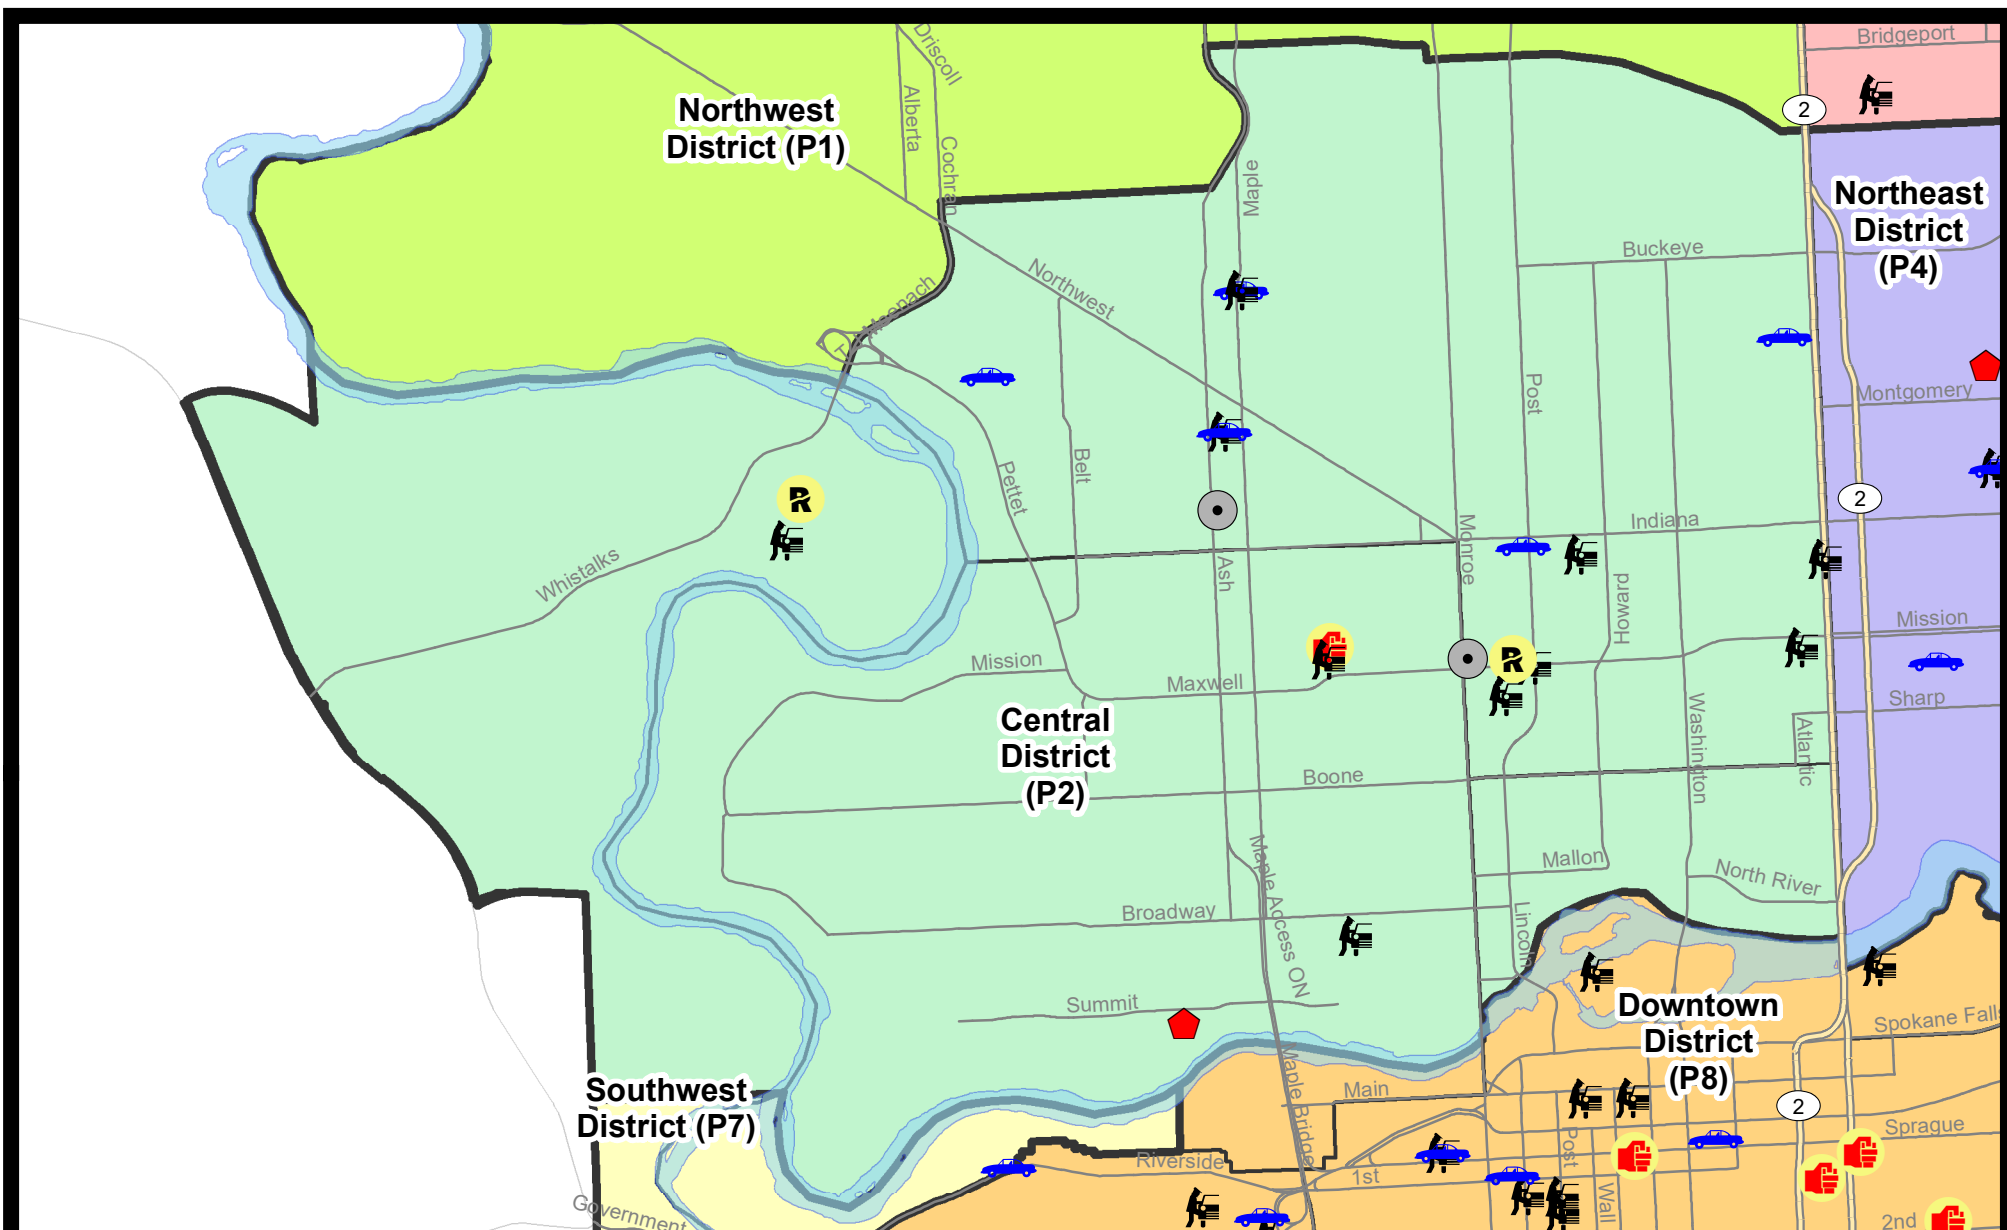 Driscoll
Bridgeport
Northwest
District (P1)
Alberta
Cochran
2
Maple
Northeast
District
(P4)
Buckeye
Northwest
Post
Montgomery
Belt
Pettet
R
2
Indiana
Monroe
Whistalks
Ash
Howard
Mission
Mission
R
Maxwell
Sharp
Central
District
(P2)
Washington
Atlantic
Boone
Mallon
North River
Maple Access ON
Broadway
Lincoln
Summit
Downtown
District
(P8)
Spokane Falls
Southwest
District (P7)
Main
Maple Bridge
2
Sprague
Post
Riverside
1st
Wall
Government
2nd